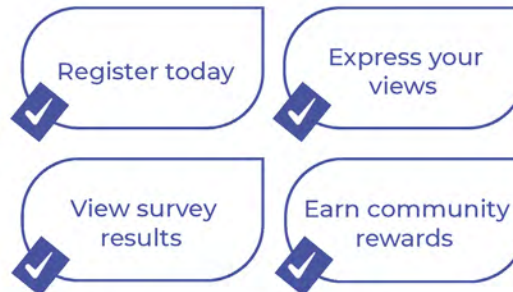 Register today
Express your
views
View survey
results
Earn community
rewards